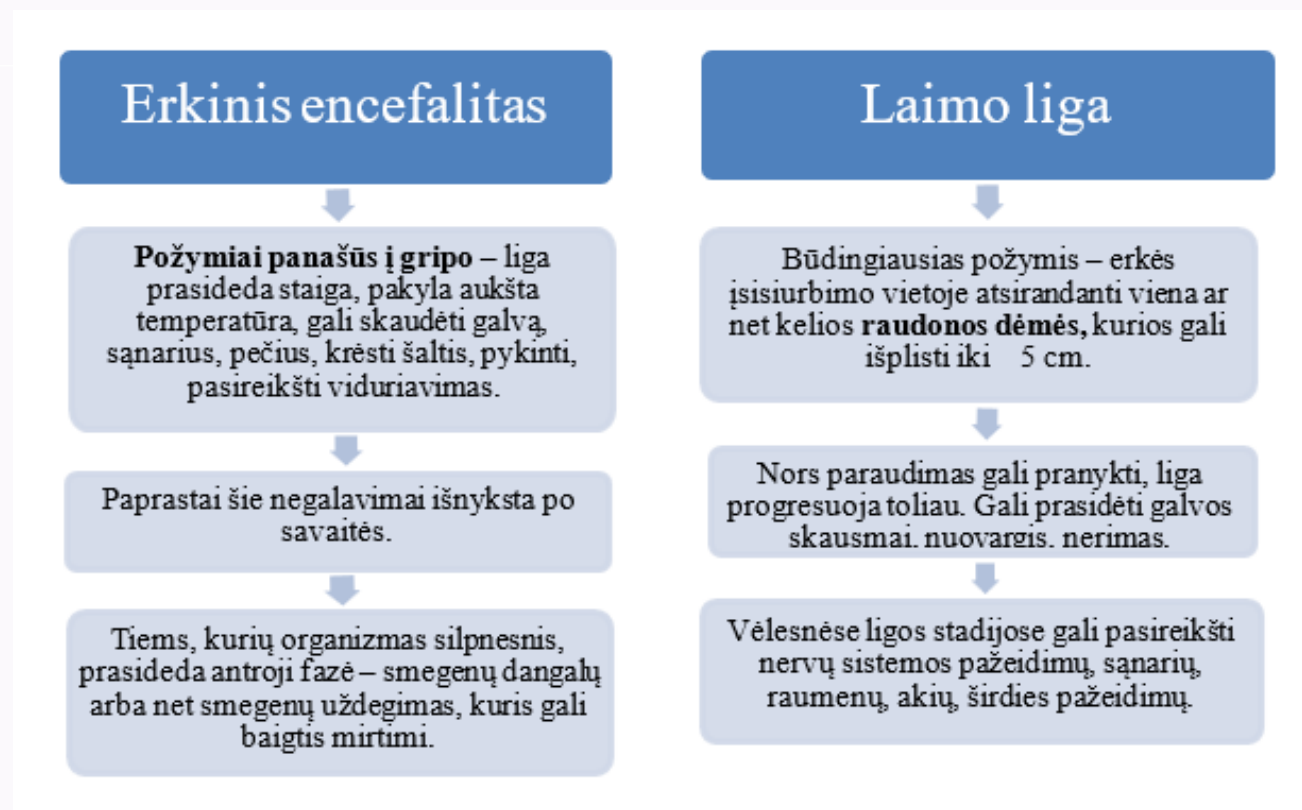 Erkinis encefalitas
Požymiai panašūs į gripo – liga
prasideda staiga, pakyla aukšta
temperatūra, gali skaudėti galvą,
sąnarius, pečius, krėsti šaltis, pykinti,
pasireikšti viduriavimas.
Paprastai šie negalavimai išnyksta po
savaitės.
Tiems, kurių organizmas silpnesnis,
prasideda antroji fazė – smegenų dangalų
arba net smegenų uždegimas, kuris gali
baigtis mirtimi.
Laimo liga
Būdingiausias požymis – erkės
įsisiurbimo vietoje atsirandanti viena ar
net kelios raudonos dėmės, kurios gali
išplisti iki 5 cm.
Nors paraudimas gali pranykti, liga
progresuoja toliau. Gali prasidėti galvos
skausmai, nuovargis, nerimas.
Vėlesnėse ligos stadijose gali pasireikšti
nervų sistemos pažeidimų, sąnarių,
raumenų, akių, širdies pažeidimų.